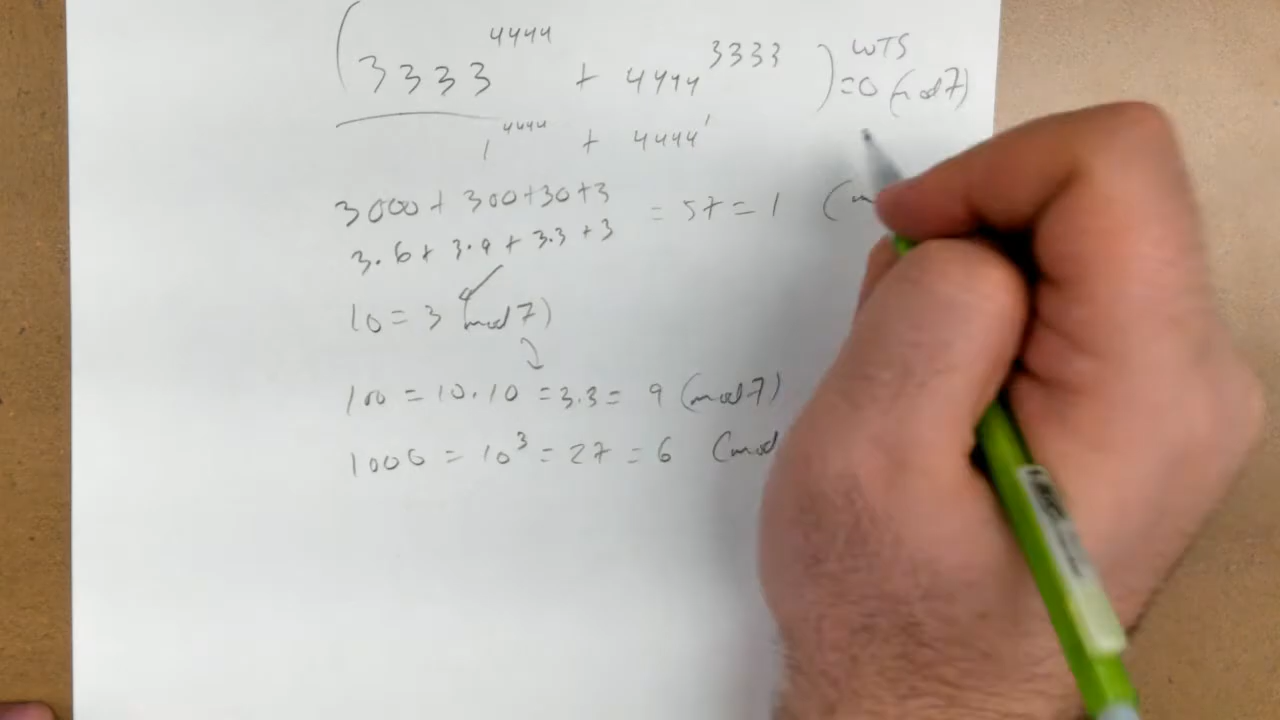 (3333^4444 + 4444^3333) WTS =0 (mod 7)
1^4444 + 4444^1
3000 + 300+30+3 = 57 = 1 (m
3.6 + 3.9 + 3.3 + 3
10 = 3 (mod 7)
100 = 10.10 = 3.3 = 9 (mod 7)
1000 = 10^3 = 27 = 6 (mod